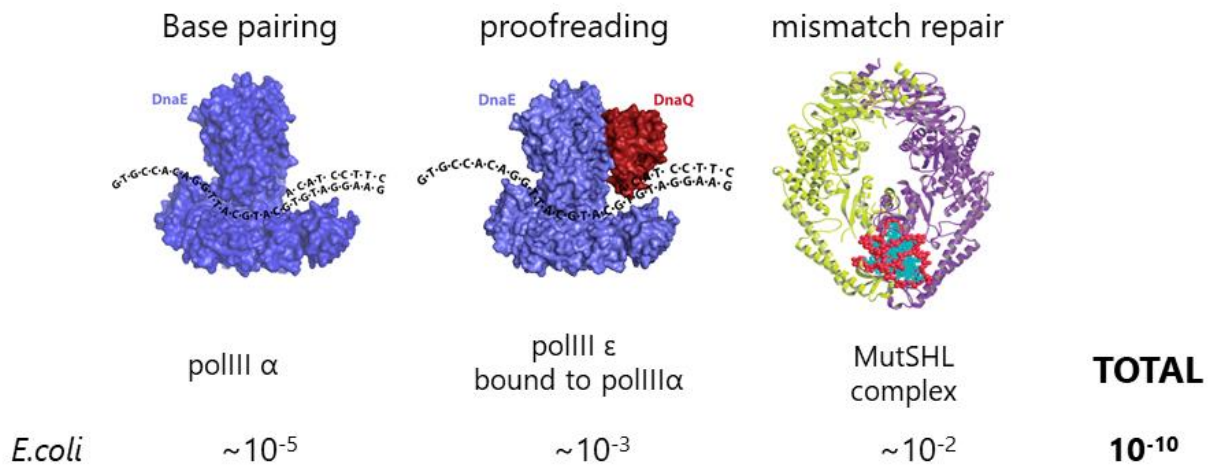 Base pairing
proofreading
mismatch repair
DnaE
DnaE
DnaQ
A·C·A·T· C·C·T·T·C
G·T·G·C·C·A·C·A·G·G·T·T·A·C·G·T·A·C·G·T·G·T·A·G·G·A·A·G
C·A·T· C·C·T·T·C
polIII α
polIII ε
bound to polIIIα
MutSHL
complex
TOTAL
E.coli
~10⁻⁵
~10⁻³
~10⁻²
10⁻¹⁰